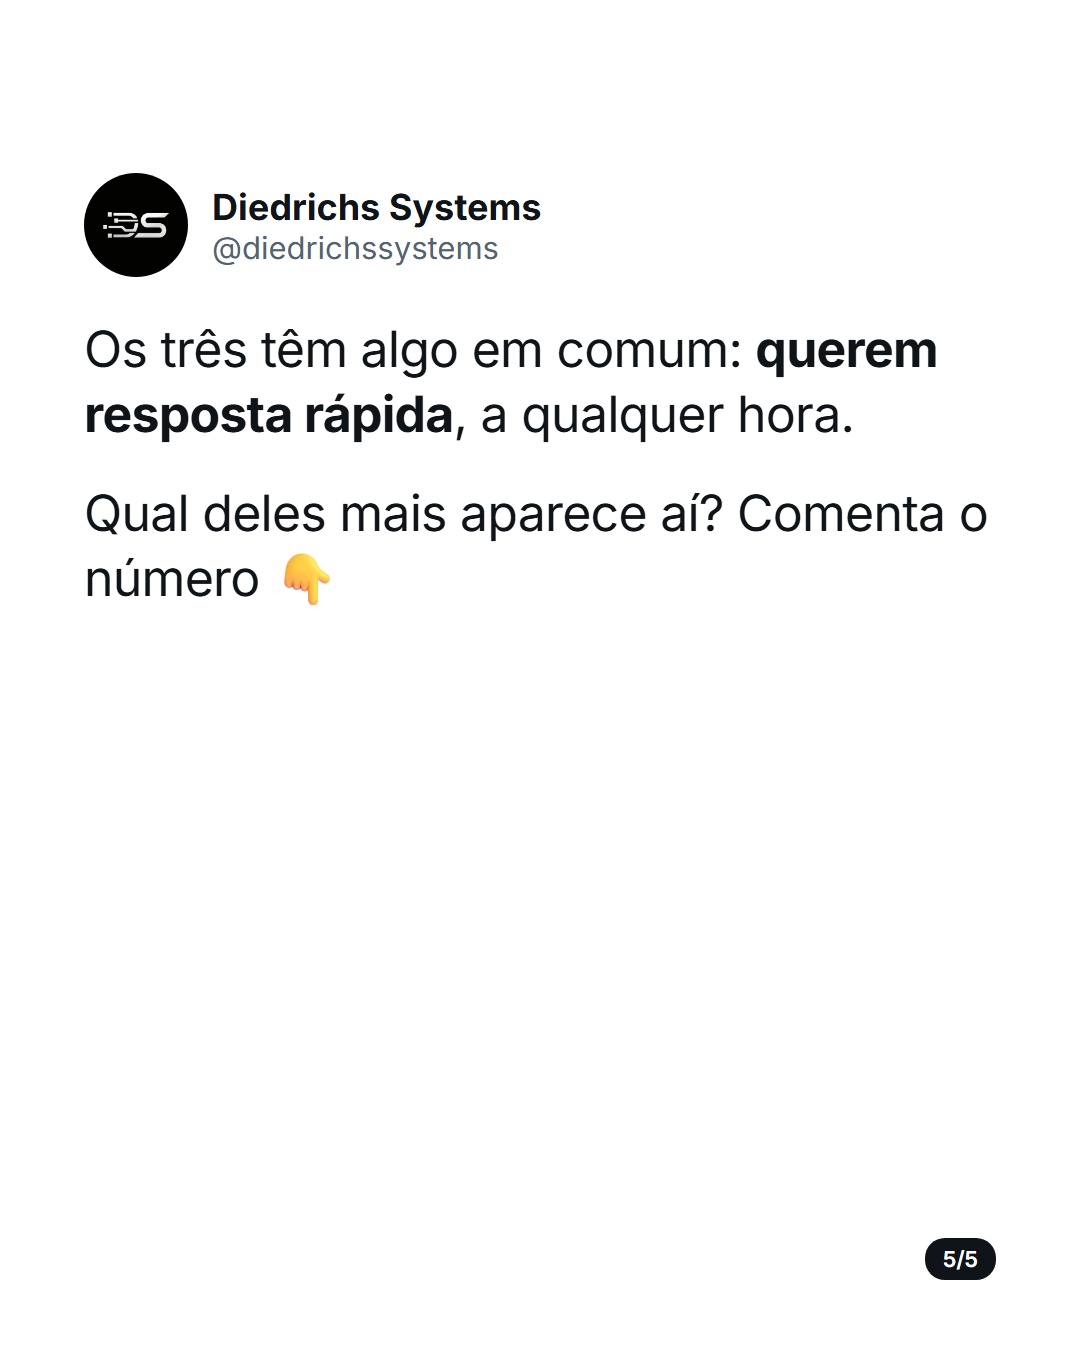 DS
Diedrichs Systems
@diedrichssystems
Os três têm algo em comum: querem
resposta rápida, a qualquer hora.
Qual deles mais aparece aí? Comenta o
número 👇
5/5